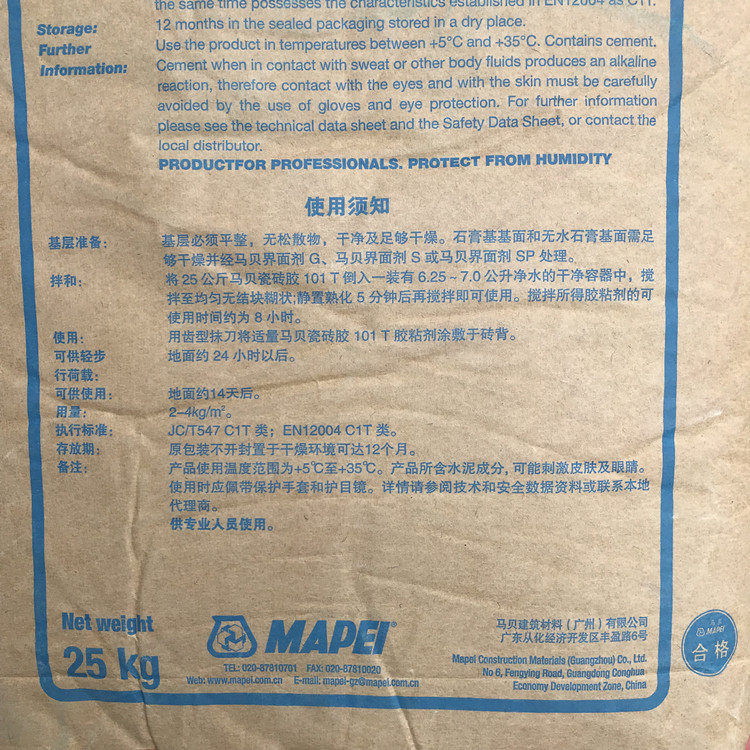 the same time possesses the characteristics established in EN12004 as C1T.
Storage: 12 months in the sealed packaging stored in a dry place.
Further Use the product in temperatures between +5°C and +35°C. Contains cement.
Information: Cement when in contact with sweat or other body fluids produces an alkaline
reaction, therefore contact with the eyes and with the skin must be carefully
avoided by the use of gloves and eye protection. For further information
please see the technical data sheet and the Safety Data Sheet, or contact the
local distributor.
PRODUCTFOR PROFESSIONALS. PROTECT FROM HUMIDITY
使用须知
基层准备: 基层必须平整，无松散物，干净及足够干燥。石膏基基面和无水石膏基面需足
够干燥并经马贝界面剂 G、马贝界面剂 S 或马贝界面剂 SP 处理。
拌和: 将 25 公斤马贝瓷砖胶 101 T 倒入一装有 6.25 ~ 7.0 公升净水的干净容器中，搅
拌至均匀无结块糊状;静置熟化 5 分钟后再搅拌即可使用。搅拌所得胶粘剂的可
使用时间约为 8 小时。
使用: 用齿型抹刀将适量马贝瓷砖胶 101 T 胶粘剂涂敷于砖背。
可供轻步 地面约 24 小时以后。
行荷载:
可供使用: 地面约14天后。
用量: 2–4kg/m²。
执行标准: JC/T547 C1T 类；EN12004 C1T 类。
存放期: 原包装不开封置于干燥环境可达12个月。
备注: 产品使用温度范围为+5℃至+35℃。产品所含水泥成分，可能刺激皮肤及眼睛。
使用时应佩带保护手套和护目镜。详情请参阅技术和安全数据资料或联系本地
代理商。
供专业人员使用。
Net weight
25 kg
MAPEI®
TEL: 020-87810701 FAX: 020-87810020
Web: www.mapei.com.cn E-mail: mapei-gz@mapei.com.cn
马贝建筑材料（广州）有限公司
广东从化经济开发区丰盈路6号
Mapei Construction Materials (Guangzhou) Co., Ltd.
No 6, Fengying Road, Guangdong Conghua
Economy Development Zone, China
马贝
MAPEI
合格